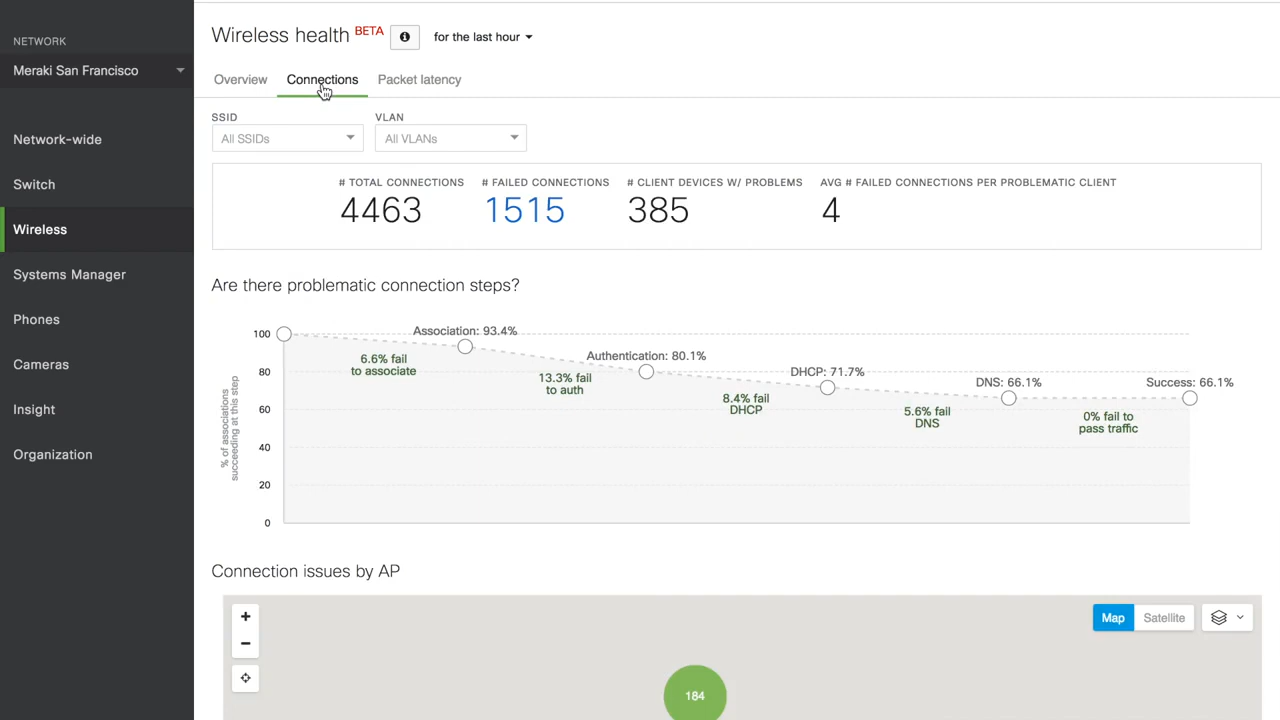 NETWORK
Meraki San Francisco
Network-wide
Switch
Wireless
Systems Manager
Phones
Cameras
Insight
Organization
Wireless health BETA
for the last hour
Overview
Connections
Packet latency
SSID
All SSIDs
VLAN
All VLANs
# TOTAL CONNECTIONS
4463
# FAILED CONNECTIONS
1515
# CLIENT DEVICES W/ PROBLEMS
385
AVG # FAILED CONNECTIONS PER PROBLEMATIC CLIENT
4
Are there problematic connection steps?
% of associations
succeeding at this step
100
80
60
40
20
0
Association: 93.4%
Authentication: 80.1%
DHCP: 71.7%
DNS: 66.1%
Success: 66.1%
6.6% fail
to associate
13.3% fail
to auth
8.4% fail
DHCP
5.6% fail
DNS
0% fail to
pass traffic
Connection issues by AP
+
−
Map
Satellite
184